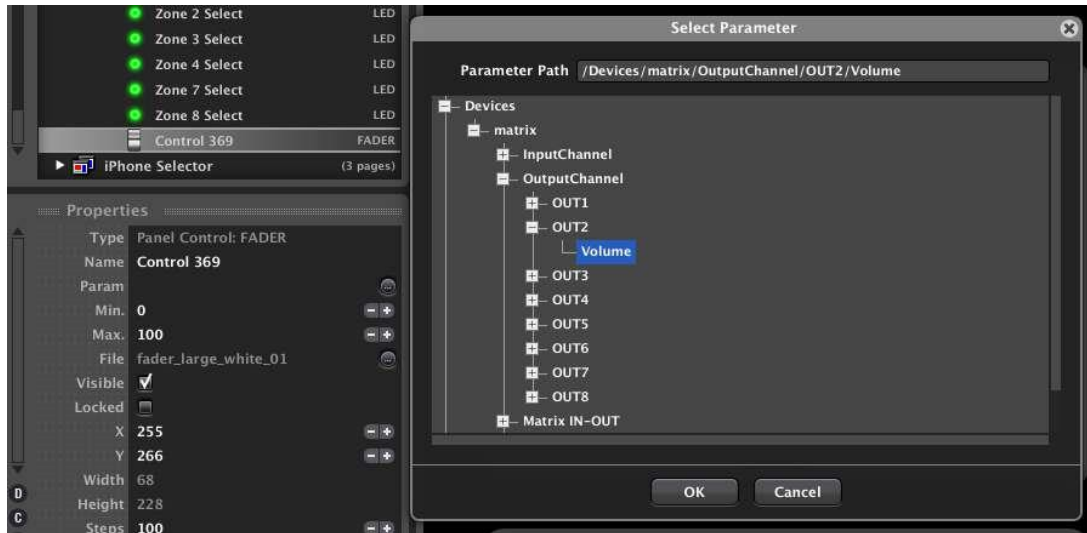 Zone 2 Select LED
Zone 3 Select LED
Zone 4 Select LED
Zone 7 Select LED
Zone 8 Select LED
Control 369 FADER
iPhone Selector (3 pages)
Properties
Type Panel Control: FADER
Name Control 369
Param
Min. 0
Max. 100
File fader_large_white_01
Visible
Locked
X 255
Y 266
Width 68
Height 228
Steps 100
D
C
Select Parameter
Parameter Path /Devices/matrix/OutputChannel/OUT2/Volume
Devices
matrix
InputChannel
OutputChannel
OUT1
OUT2
Volume
OUT3
OUT4
OUT5
OUT6
OUT7
OUT8
Matrix IN-OUT
OK Cancel